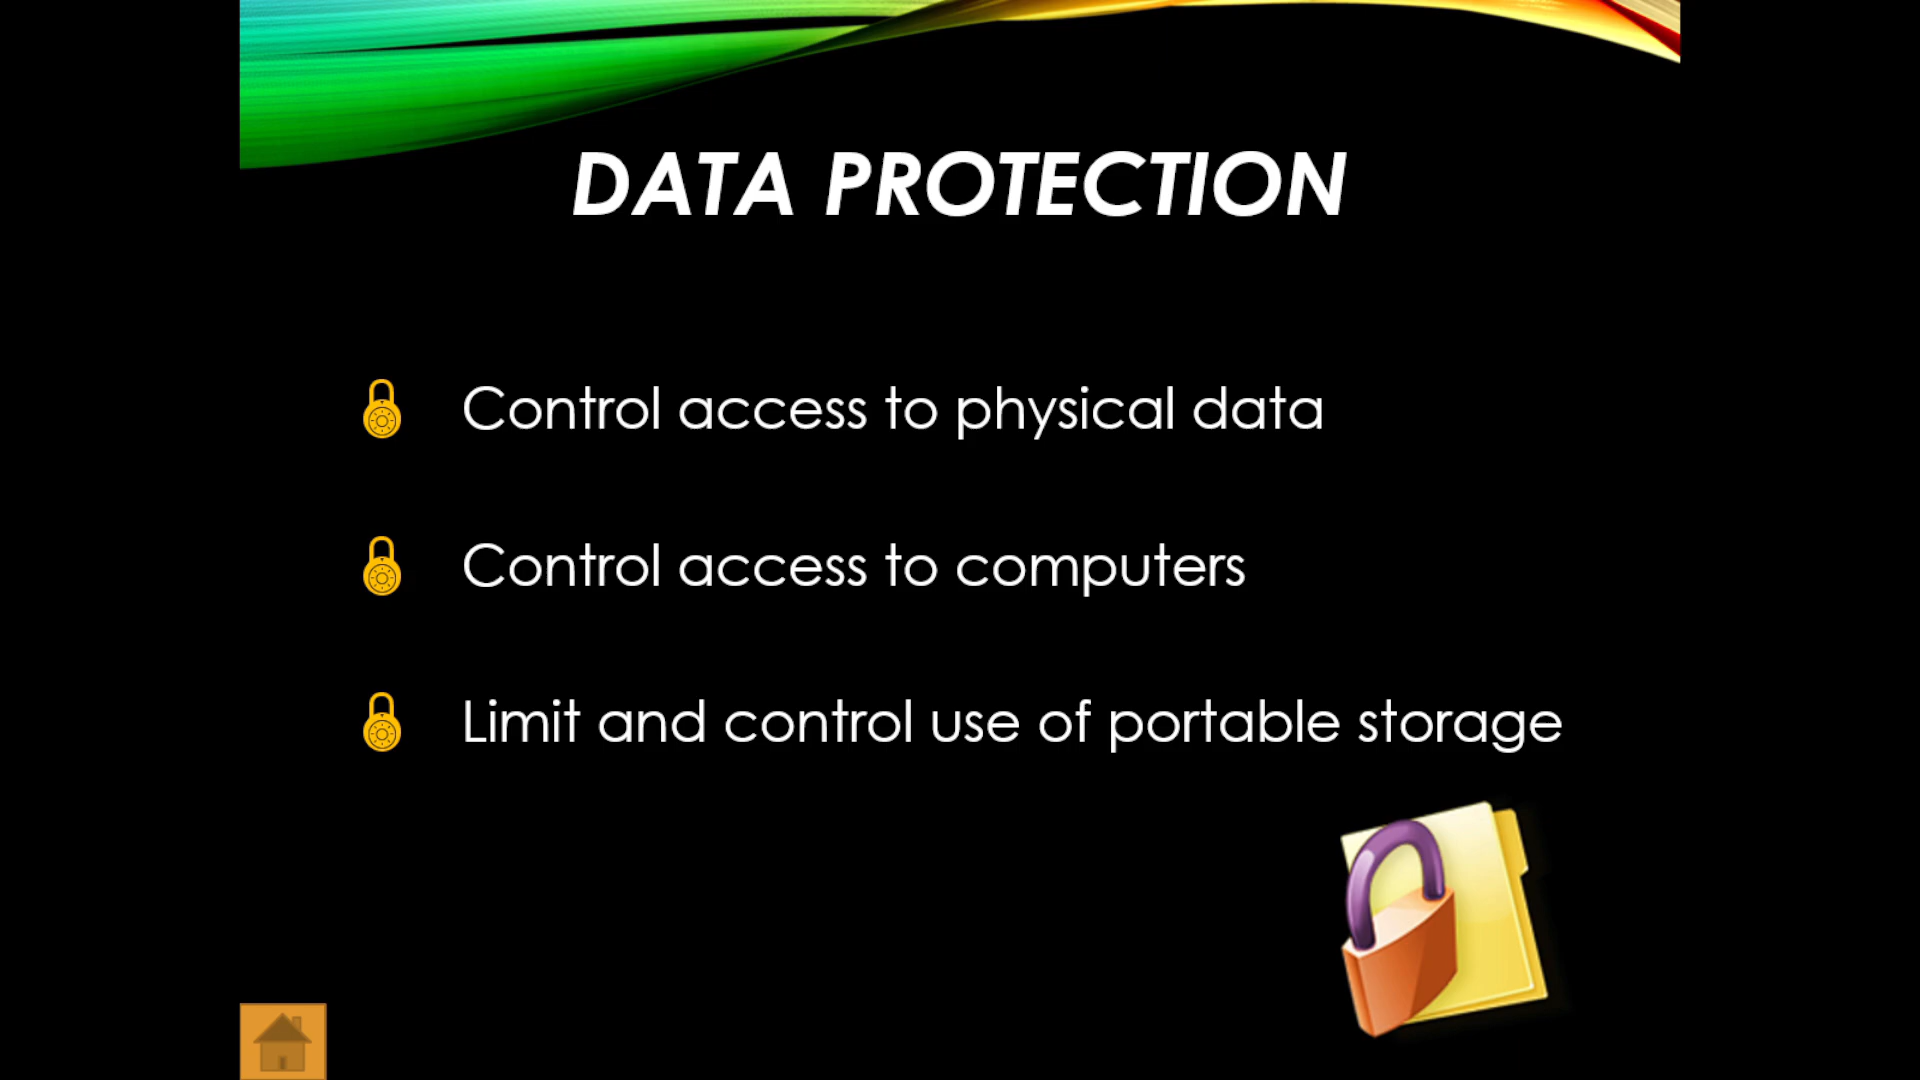 DATA PROTECTION
Control access to physical data
Control access to computers
Limit and control use of portable storage